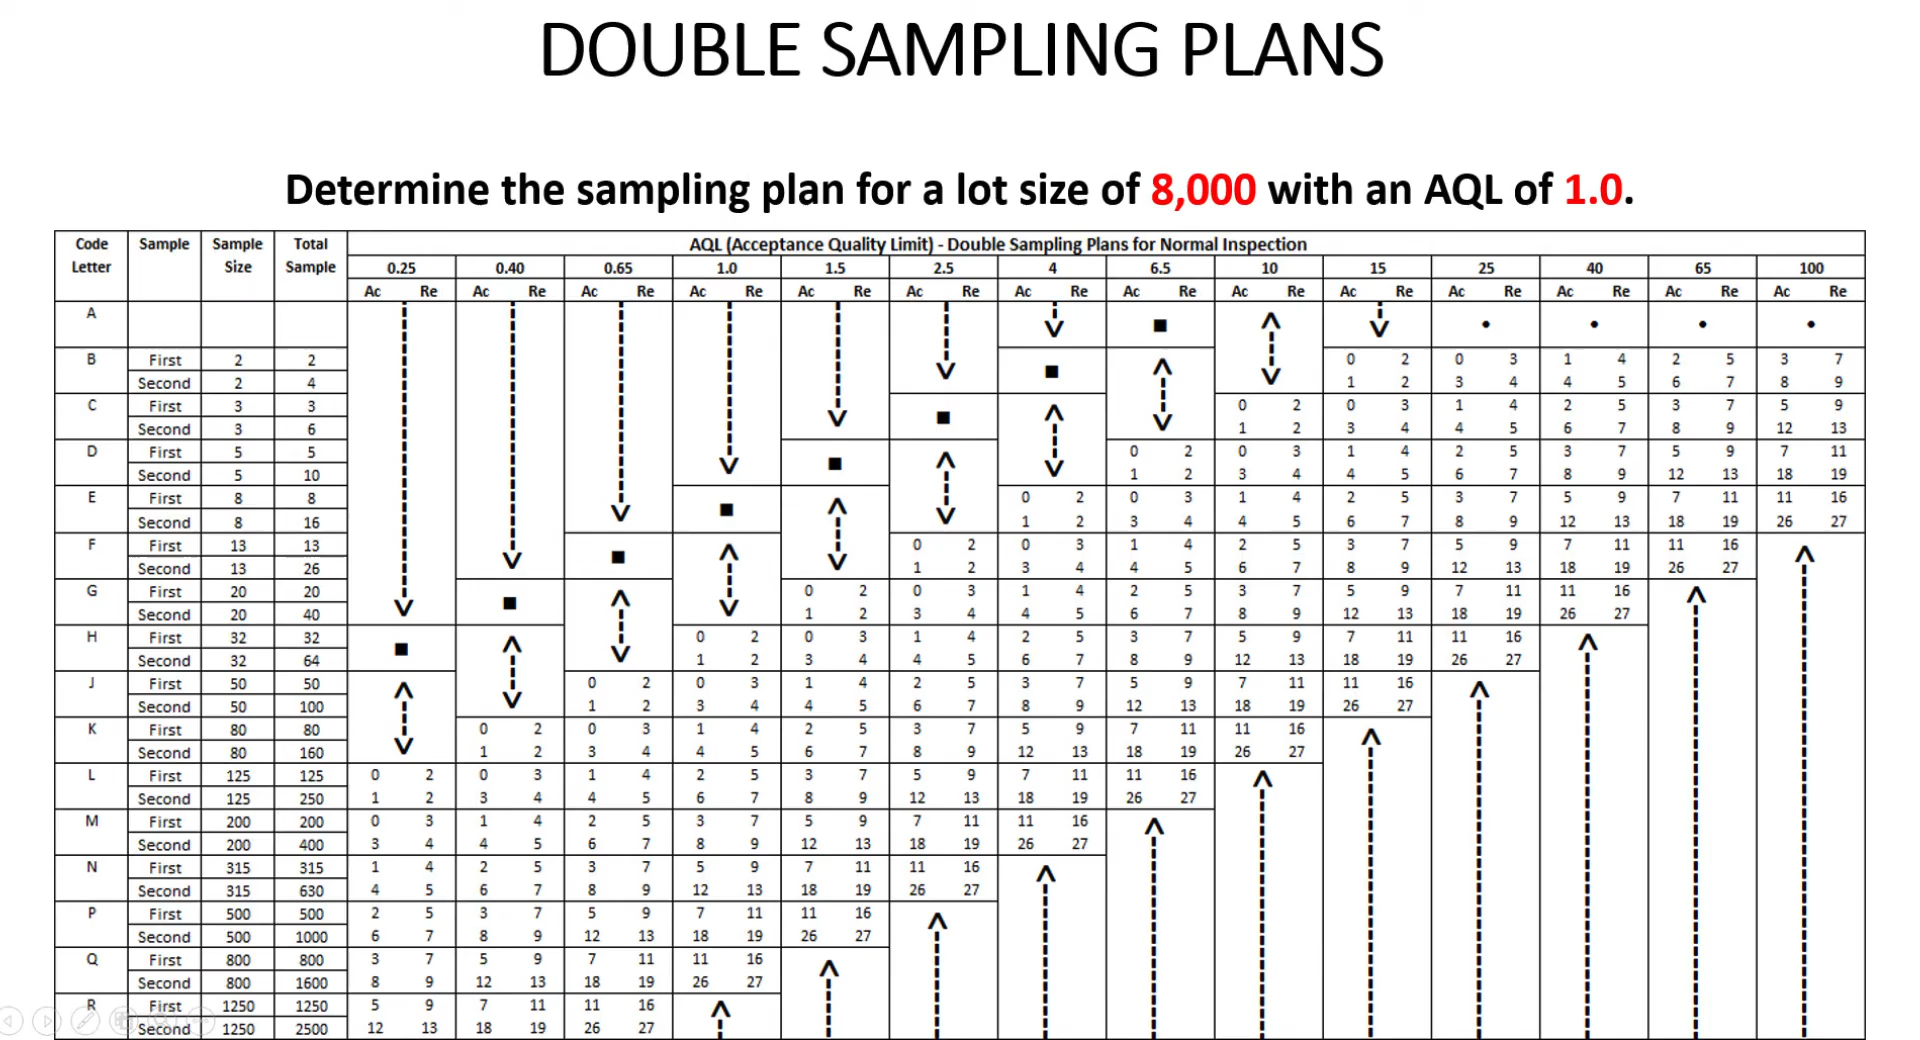 DOUBLE SAMPLING PLANS
Determine the sampling plan for a lot size of 8,000 with an AQL of 1.0.
Code Letter Sample Sample Size Total Sample AQL (Acceptance Quality Limit) - Double Sampling Plans for Normal Inspection
0.25 0.40 0.65 1.0 1.5 2.5 4 6.5 10 15 25 40 65 100
Ac Re Ac Re Ac Re Ac Re Ac Re Ac Re Ac Re Ac Re Ac Re Ac Re Ac Re Ac Re Ac Re Ac Re
A
B First 2 2 0 2 0 3 1 4 2 5 3 7
Second 2 4 1 2 3 4 4 5 6 7 8 9
C First 3 3 0 2 0 3 1 4 2 5 3 7 5 9
Second 3 6 1 2 3 4 4 5 6 7 8 9 12 13
D First 5 5 0 2 0 3 1 4 2 5 3 7 5 9 7 11
Second 5 10 1 2 3 4 4 5 6 7 8 9 12 13 18 19
E First 8 8 0 2 0 3 1 4 2 5 3 7 5 9 7 11 11 16
Second 8 16 1 2 3 4 4 5 6 7 8 9 12 13 18 19 26 27
F First 13 13 0 2 0 3 1 4 2 5 3 7 5 9 7 11 11 16
Second 13 26 1 2 3 4 4 5 6 7 8 9 12 13 18 19 26 27
G First 20 20 0 2 0 3 1 4 2 5 3 7 5 9 7 11 11 16
Second 20 40 1 2 3 4 4 5 6 7 8 9 12 13 18 19 26 27
H First 32 32 0 2 0 3 1 4 2 5 3 7 5 9 7 11 11 16
Second 32 64 1 2 3 4 4 5 6 7 8 9 12 13 18 19 26 27
J First 50 50 0 2 0 3 1 4 2 5 3 7 5 9 7 11 11 16
Second 50 100 1 2 3 4 4 5 6 7 8 9 12 13 18 19 26 27
K First 80 80 0 2 0 3 1 4 2 5 3 7 5 9 7 11 11 16
Second 80 160 1 2 3 4 4 5 6 7 8 9 12 13 18 19 26 27
L First 125 125 0 2 0 3 1 4 2 5 3 7 5 9 7 11 11 16
Second 125 250 1 2 3 4 4 5 6 7 8 9 12 13 18 19 26 27
M First 200 200 0 3 1 4 2 5 3 7 5 9 7 11 11 16
Second 200 400 3 4 4 5 6 7 8 9 12 13 18 19 26 27
N First 315 315 1 4 2 5 3 7 5 9 7 11 11 16
Second 315 630 4 5 6 7 8 9 12 13 18 19 26 27
P First 500 500 2 5 3 7 5 9 7 11 11 16
Second 500 1000 6 7 8 9 12 13 18 19 26 27
Q First 800 800 3 7 5 9 7 11 11 16
Second 800 1600 8 9 12 13 18 19 26 27
R First 1250 1250 5 9 7 11 11 16
Second 1250 2500 12 13 18 19 26 27